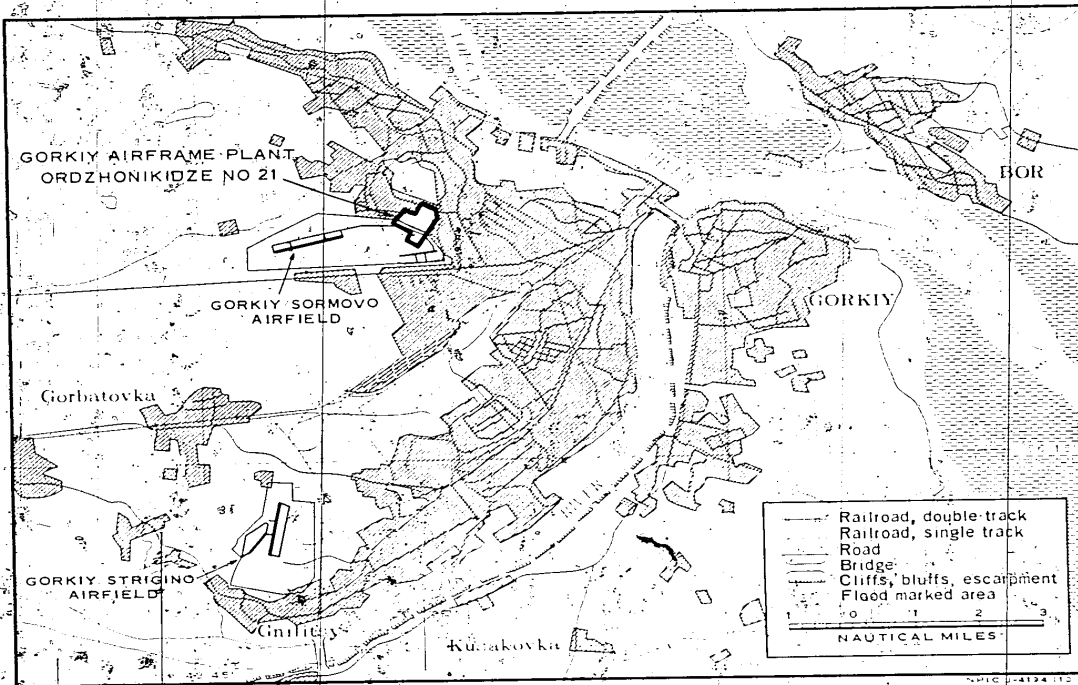 GORKIY AIRFRAME PLANT
ORDZHONIKIDZE NO 21
BOR
GORKIY SORMOVO
AIRFIELD
GORKIY
Gorbatovka
GORKIY STRIGINO
AIRFIELD
Kusakovka
Railroad, double track
Railroad, single track
Road
Bridge
Cliffs, bluffs, escarpment
Flood marked area
1 0 1 2 3
NAUTICAL MILES